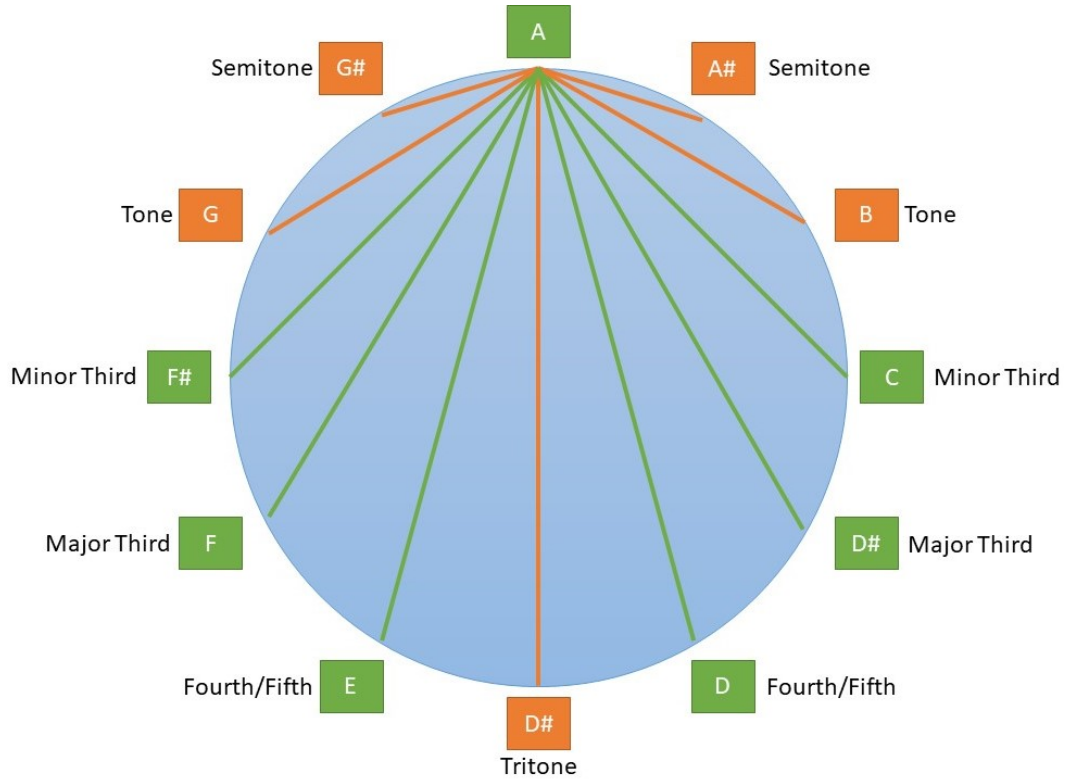 A
Semitone G# A# Semitone
Tone G B Tone
Minor Third F# C Minor Third
Major Third F D# Major Third
Fourth/Fifth E D Fourth/Fifth
D#
Tritone